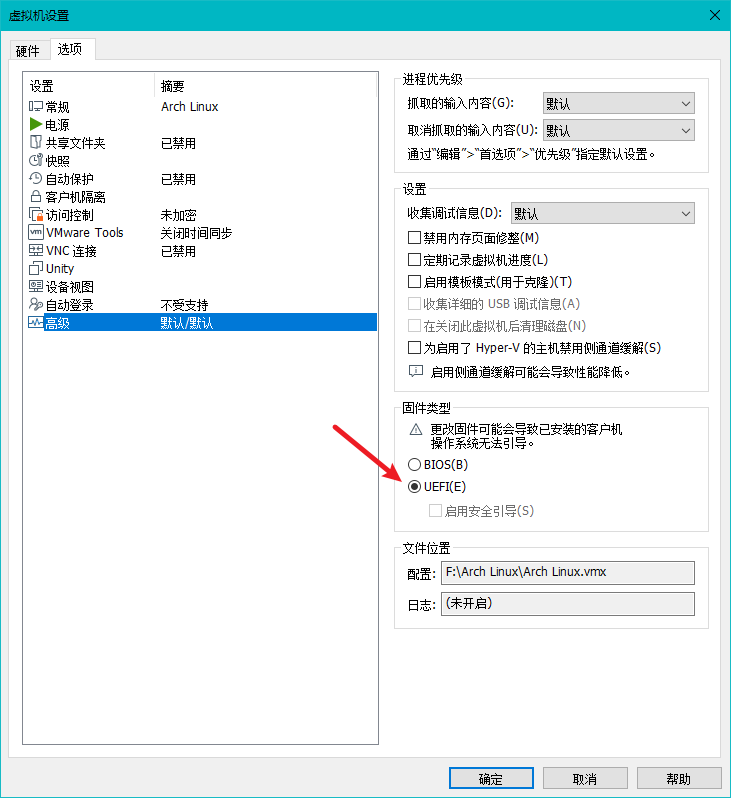 虚拟机设置
硬件 选项
设置 摘要
常规 Arch Linux
电源
共享文件夹 已禁用
快照
自动保护 已禁用
客户机隔离
访问控制 未加密
VMware Tools 关闭时间同步
VNC 连接 已禁用
Unity
设备视图
自动登录 不受支持
高级 默认/默认
进程优先级
抓取的输入内容(G): 默认
取消抓取的输入内容(U): 默认
通过“编辑”>“首选项”>“优先级”指定默认设置。
设置
收集调试信息(D): 默认
禁用内存页面修整(M)
定期记录虚拟机进度(L)
启用模板模式(用于克隆)(T)
收集详细的 USB 调试信息(A)
在关闭此虚拟机后清理磁盘(N)
为启用了 Hyper-V 的主机禁用侧通道缓解(S)
启用侧通道缓解可能会导致性能降低。
固件类型
更改固件可能会导致已安装的客户机
操作系统无法引导。
BIOS(B)
UEFI(E)
启用安全引导(S)
文件位置
配置: F:\Arch Linux\Arch Linux.vmx
日志: (未开启)
确定 取消 帮助